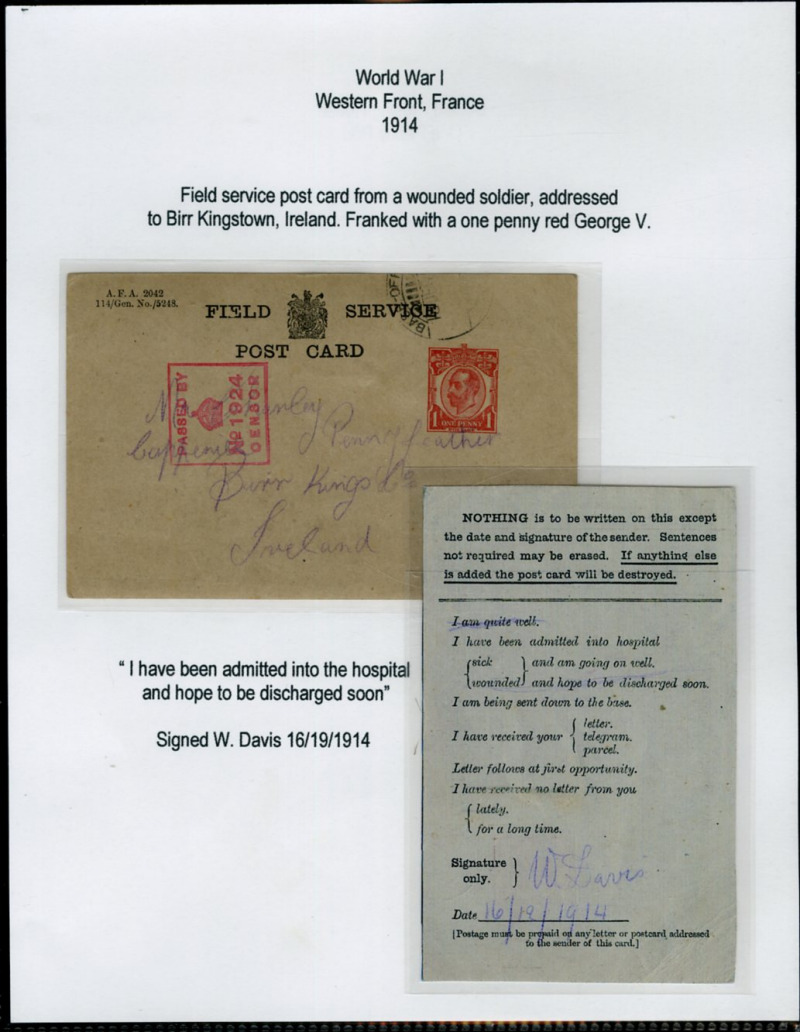 World War I
Western Front, France
1914
Field service post card from a wounded soldier, addressed
to Birr Kingstown, Ireland. Franked with a one penny red George V.
A. F. A. 2042
114/Gen. No./5248.
FIELD SERVICE
POST CARD
PASSED BY
No 1924
CENSOR
ONE PENNY
Pennyfeather
Birr Kings Co
Ireland
NOTHING is to be written on this except
the date and signature of the sender. Sentences
not required may be erased. If anything else
is added the post card will be destroyed.
I am quite well.
I have been admitted into hospital
sick and am going on well.
wounded and hope to be discharged soon.
I am being sent down to the base.
I have received your
letter.
telegram.
parcel.
Letter follows at first opportunity.
I have received no letter from you
lately.
for a long time.
Signature
only.
W. Davis
Date 16/12/1914
[Postage must be prepaid on any letter or postcard addressed
to the sender of this card.]
“ I have been admitted into the hospital
and hope to be discharged soon”
Signed W. Davis 16/19/1914